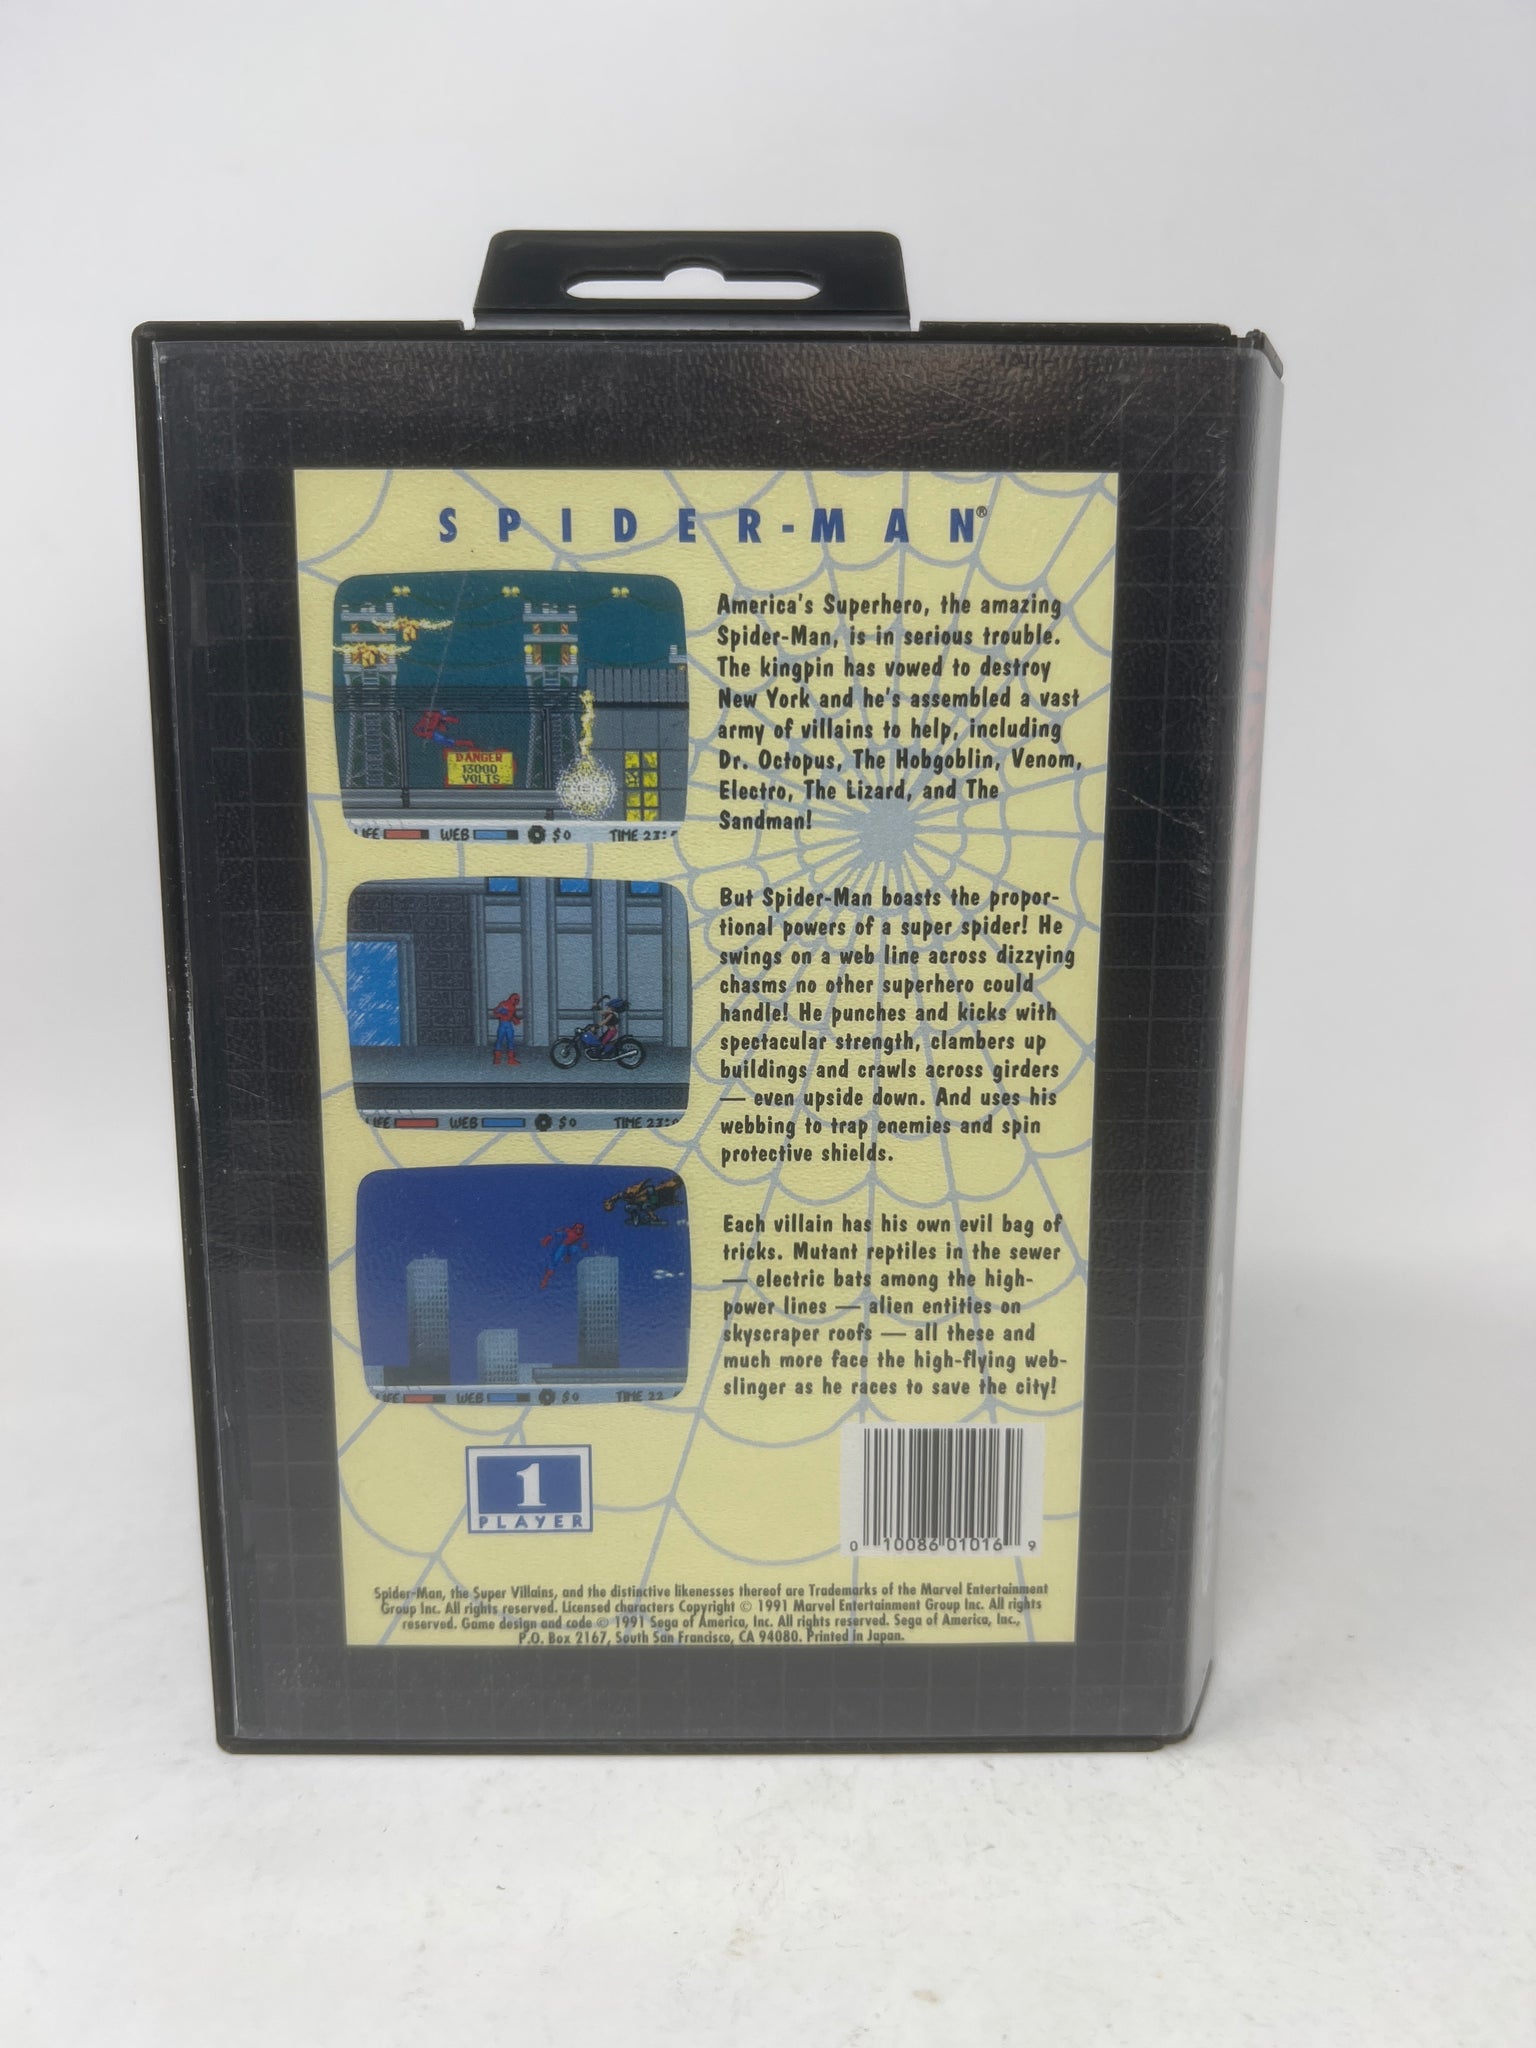 SPIDER-MAN®
DANGER
13000
VOLTS
LIFE WEB $0 TIME 23:
America's Superhero, the amazing
Spider-Man, is in serious trouble.
The kingpin has vowed to destroy
New York and he's assembled a vast
army of villains to help, including
Dr. Octopus, The Hobgoblin, Venom,
Electro, The Lizard, and The
Sandman!
LIFE WEB $0 TIME 23:
But Spider-Man boasts the propor-
tional powers of a super spider! He
swings on a web line across dizzying
chasms no other superhero could
handle! He punches and kicks with
spectacular strength, clambers up
buildings and crawls across girders
— even upside down. And uses his
webbing to trap enemies and spin
protective shields.
LIFE WEB $0 TIME 22
Each villain has his own evil bag of
tricks. Mutant reptiles in the sewer
— electric bats among the high-
power lines — alien entities on
skyscraper roofs — all these and
much more face the high-flying web-
slinger as he races to save the city!
1
PLAYER
0 10086 01016 9
Spider-Man, the Super Villains, and the distinctive likenesses thereof are Trademarks of the Marvel Entertainment
Group Inc. All rights reserved. Licensed characters Copyright © 1991 Marvel Entertainment Group Inc. All rights
reserved. Game design and code © 1991 Sega of America, Inc. All rights reserved. Sega of America, Inc.,
P.O. Box 2167, South San Francisco, CA 94080. Printed in Japan.